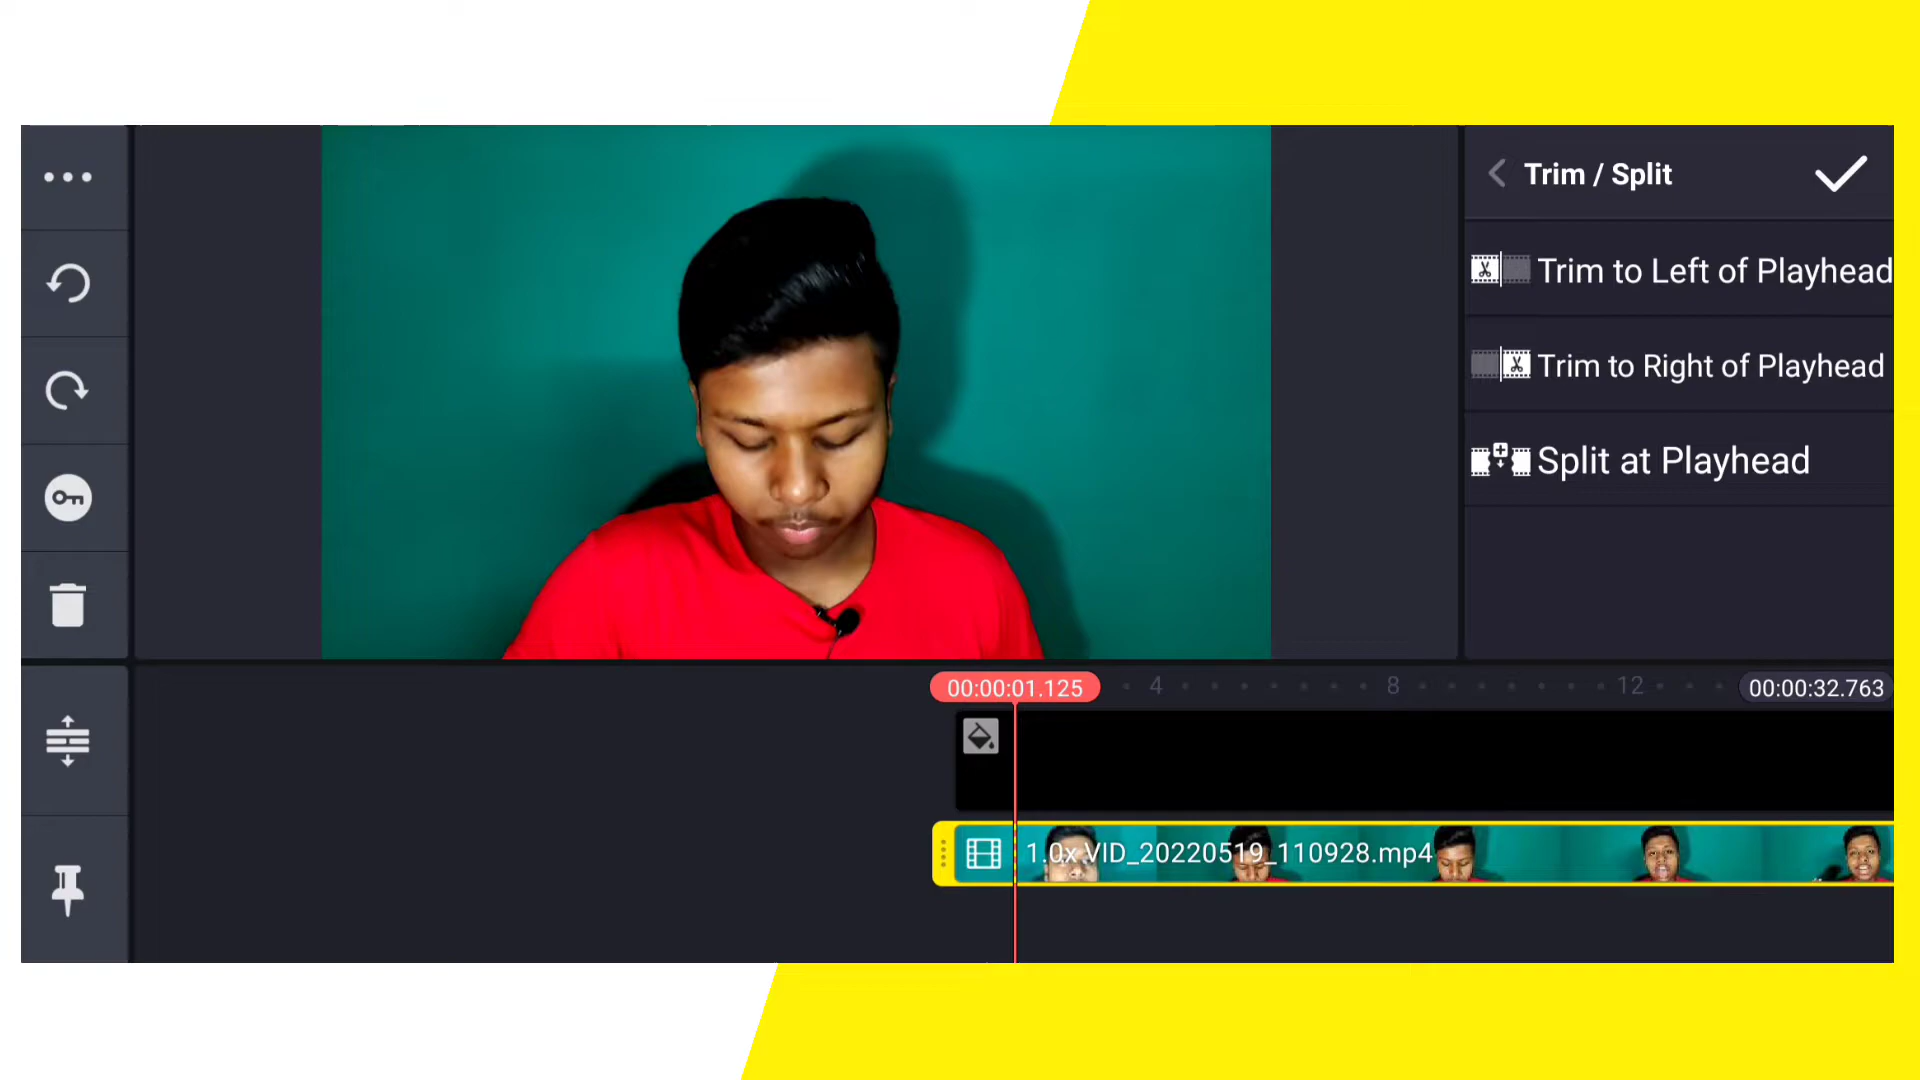 Trim / Split
Trim to Left of Playhead
Trim to Right of Playhead
Split at Playhead
00:00:01.125
4
8
12
00:00:32.763
1.0x VID_20220519_110928.mp4